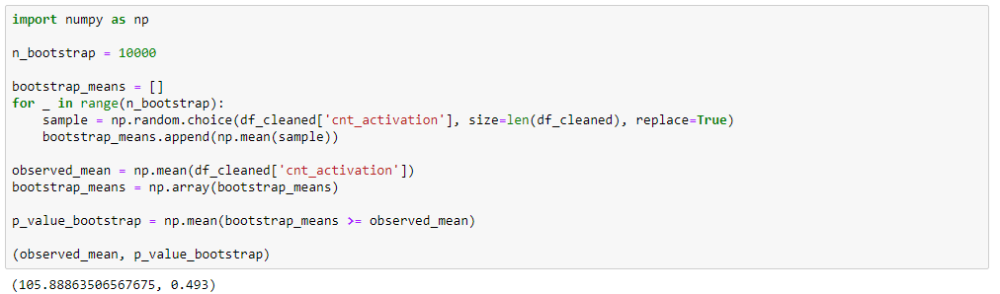 import numpy as np
n_bootstrap = 10000
bootstrap_means = []
for _ in range(n_bootstrap):
    sample = np.random.choice(df_cleaned['cnt_activation'], size=len(df_cleaned), replace=True)
    bootstrap_means.append(np.mean(sample))
observed_mean = np.mean(df_cleaned['cnt_activation'])
bootstrap_means = np.array(bootstrap_means)
p_value_bootstrap = np.mean(bootstrap_means >= observed_mean)
(observed_mean, p_value_bootstrap)
(105.88863506567675, 0.493)